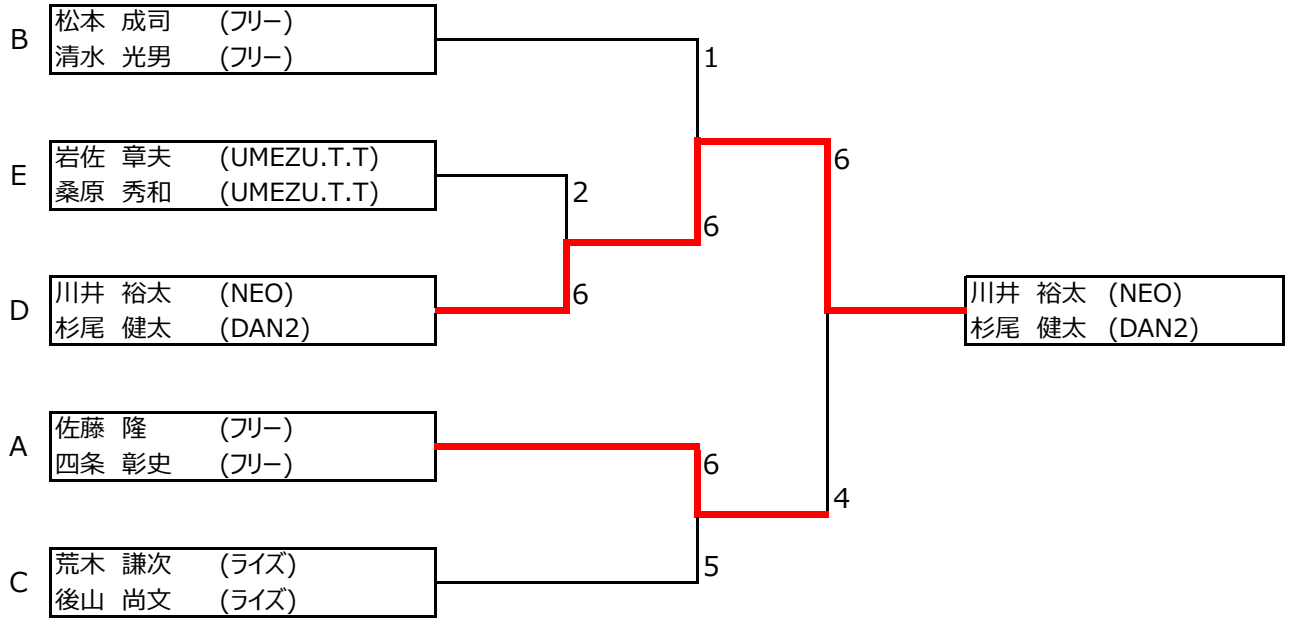 B
松本 成司 (フリー)
清水 光男 (フリー)
1
E
岩佐 章夫 (UMEZU.T.T)
桑原 秀和 (UMEZU.T.T)
2
6
6
D
川井 裕太 (NEO)
杉尾 健太 (DAN2)
6
川井 裕太 (NEO)
杉尾 健太 (DAN2)
A
佐藤 隆 (フリー)
四条 彰史 (フリー)
6
4
C
荒木 謙次 (ライズ)
後山 尚文 (ライズ)
5